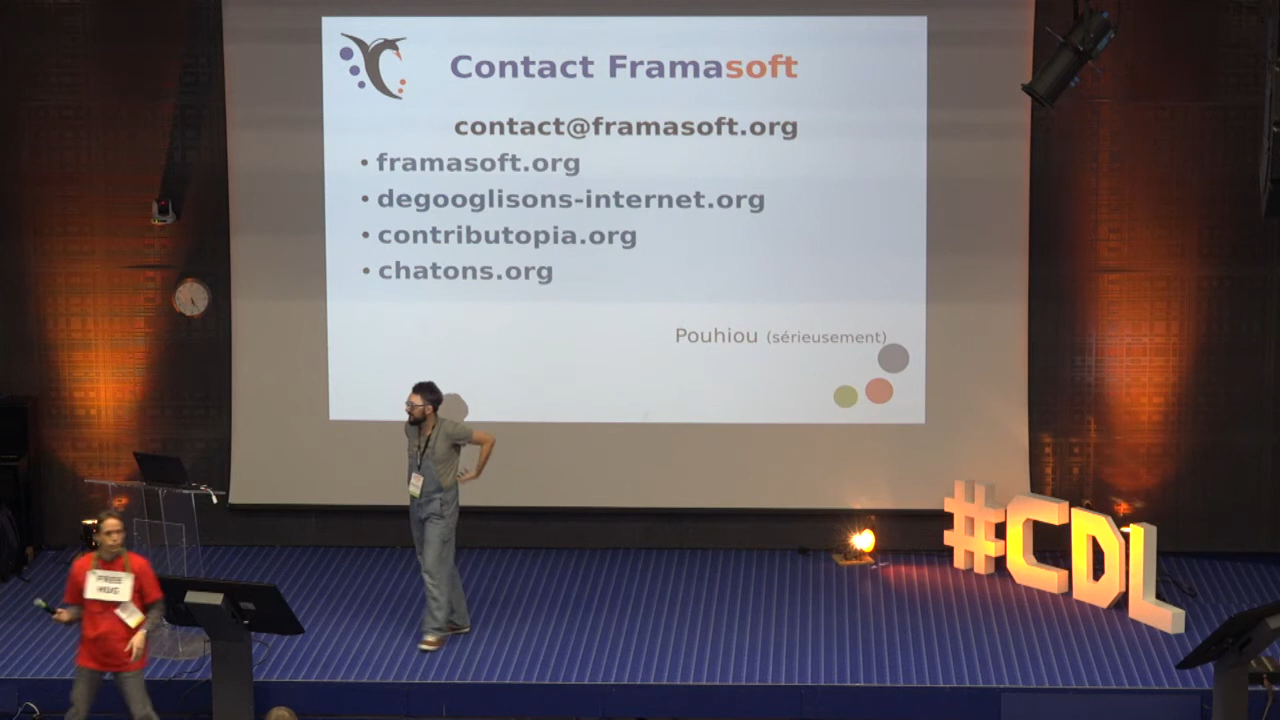 Contact Framasoft
contact@framasoft.org
• framasoft.org
• degooglisons-internet.org
• contributopia.org
• chatons.org
Pouhiou (sérieusement)
FREE
HUG
#CDL